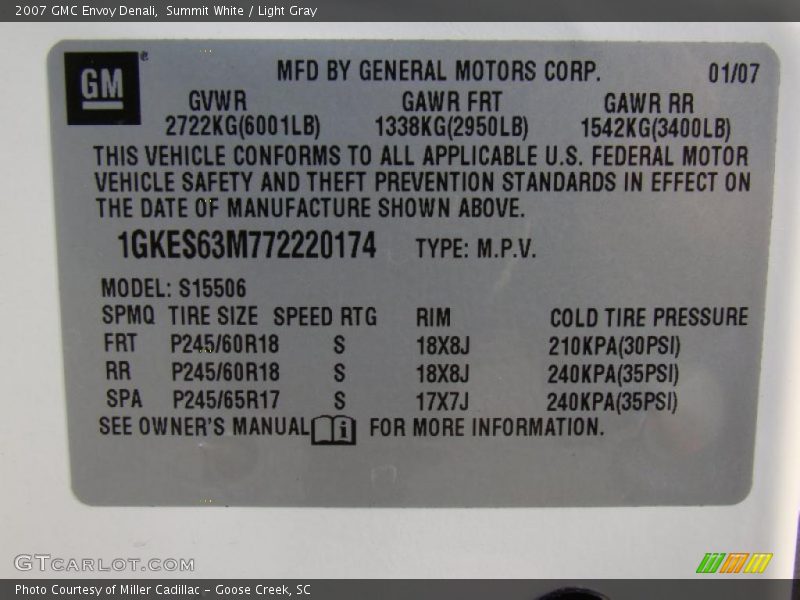 2007 GMC Envoy Denali, Summit White / Light Gray
GM®
MFD BY GENERAL MOTORS CORP. 01/07
GVWR GAWR FRT GAWR RR
2722KG(6001LB) 1338KG(2950LB) 1542KG(3400LB)
THIS VEHICLE CONFORMS TO ALL APPLICABLE U.S. FEDERAL MOTOR
VEHICLE SAFETY AND THEFT PREVENTION STANDARDS IN EFFECT ON
THE DATE OF MANUFACTURE SHOWN ABOVE.
1GKES63M772220174 TYPE: M.P.V.
MODEL: S15506
SPMQ TIRE SIZE SPEED RTG RIM COLD TIRE PRESSURE
FRT P245/60R18 S 18X8J 210KPA(30PSI)
RR P245/60R18 S 18X8J 240KPA(35PSI)
SPA P245/65R17 S 17X7J 240KPA(35PSI)
SEE OWNER'S MANUAL i FOR MORE INFORMATION.
GTCARLOT.COM
Photo Courtesy of Miller Cadillac - Goose Creek, SC